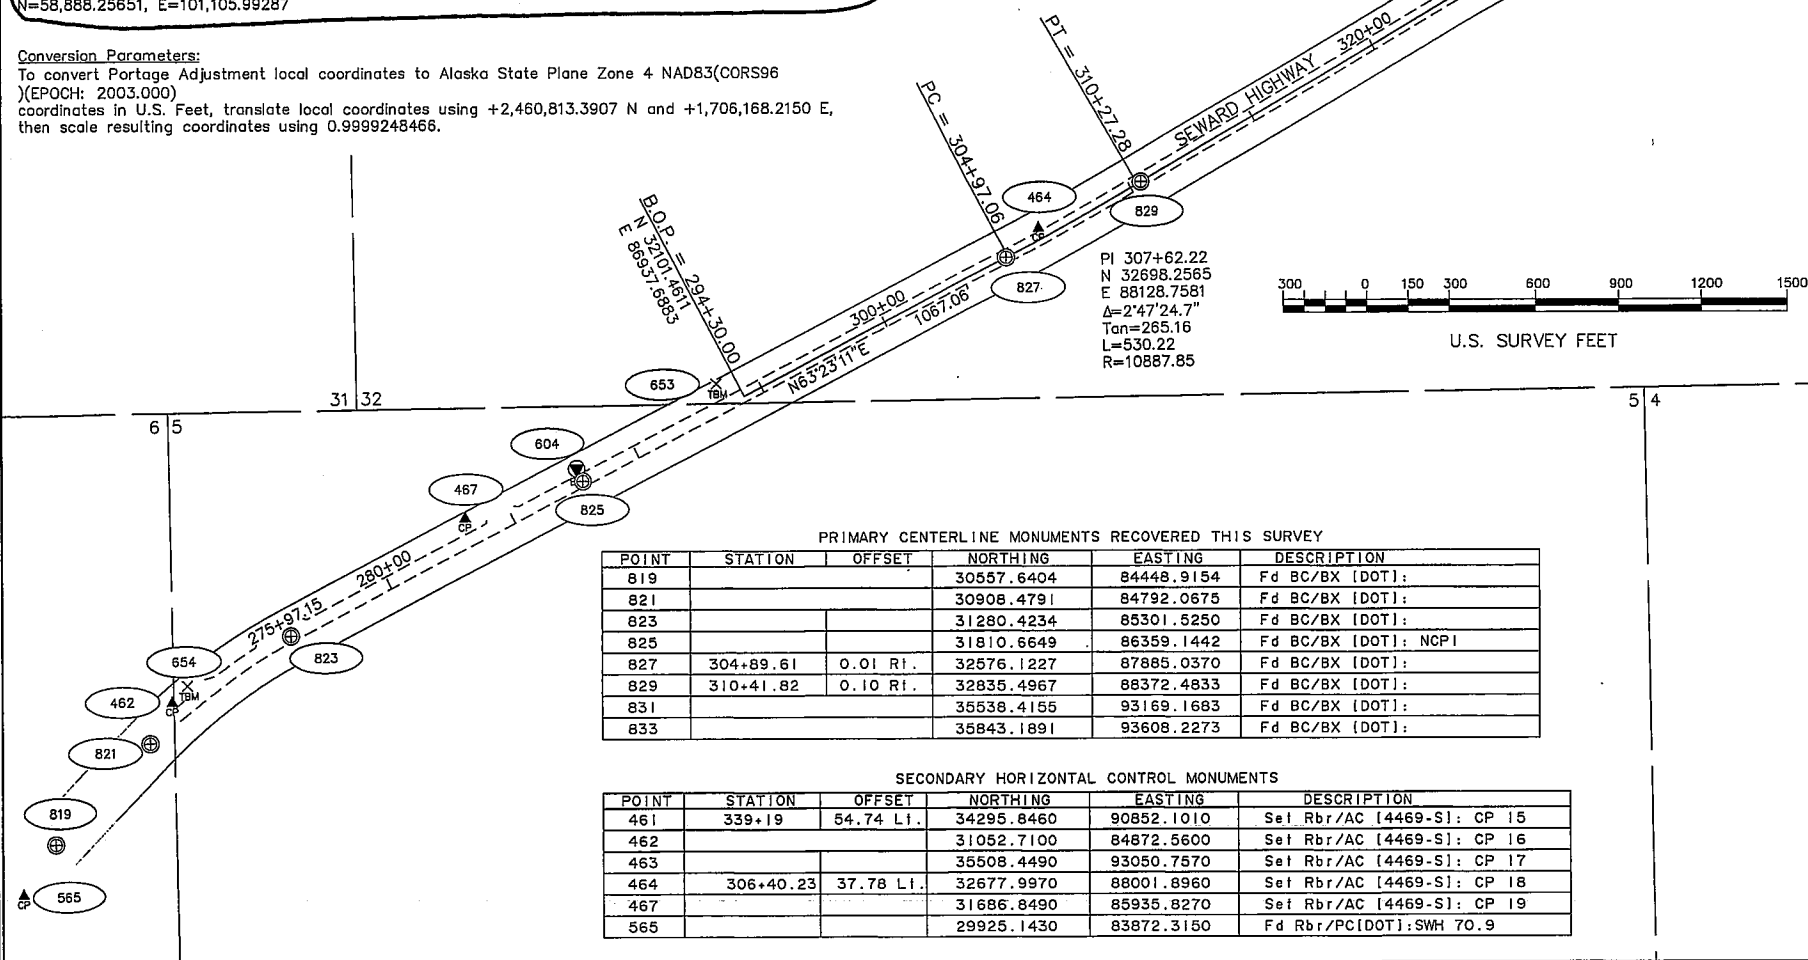 N=58,888.25651, E=101,105.99287
Conversion Parameters:
To convert Portage Adjustment local coordinates to Alaska State Plane Zone 4 NAD83(CORS96
)(EPOCH: 2003.000)
coordinates in U.S. Feet, translate local coordinates using +2,460,813.3907 N and +1,706,168.2150 E,
then scale resulting coordinates using 0.9999248466.
PT = 310+27.28
320+00
SEWARD HIGHWAY
PC = 304+97.06
464
CP
829
B.O.P. = 294+30.00
N 32101.4611
E 86937.6883
827
PI 307+62.22
N 32698.2565
E 88128.7581
Δ=2°47'24.7"
Tan=265.16
L=530.22
R=10887.85
300 0 150 300 600 900 1200 1500
U.S. SURVEY FEET
300+00
1067.06'
N63°23'11"E
653
TBM
31 32
6 5
5 4
604
467
CP
825
280+00
275+97.15
823
654
TBM
462
CP
821
819
565
CP
PRIMARY CENTERLINE MONUMENTS RECOVERED THIS SURVEY
POINT STATION OFFSET NORTHING EASTING DESCRIPTION
819 30557.6404 84448.9154 Fd BC/BX [DOT]:
821 30908.4791 84792.0675 Fd BC/BX [DOT]:
823 31280.4234 85301.5250 Fd BC/BX [DOT]:
825 31810.6649 86359.1442 Fd BC/BX [DOT]: NCPI
827 304+89.61 0.01 Rt. 32576.1227 87885.0370 Fd BC/BX [DOT]:
829 310+41.82 0.10 Rt. 32835.4967 88372.4833 Fd BC/BX [DOT]:
831 35538.4155 93169.1683 Fd BC/BX [DOT]:
833 35843.1891 93608.2273 Fd BC/BX [DOT]:
SECONDARY HORIZONTAL CONTROL MONUMENTS
POINT STATION OFFSET NORTHING EASTING DESCRIPTION
461 339+19 54.74 Lt. 34295.8460 90852.1010 Set Rbr/AC [4469-S]: CP 15
462 31052.7100 84872.5600 Set Rbr/AC [4469-S]: CP 16
463 35508.4490 93050.7570 Set Rbr/AC [4469-S]: CP 17
464 306+40.23 37.78 Lt. 32677.9970 88001.8960 Set Rbr/AC [4469-S]: CP 18
467 31686.8490 85935.8270 Set Rbr/AC [4469-S]: CP 19
565 29925.1430 83872.3150 Fd Rbr/PC[DOT]:SWH 70.9